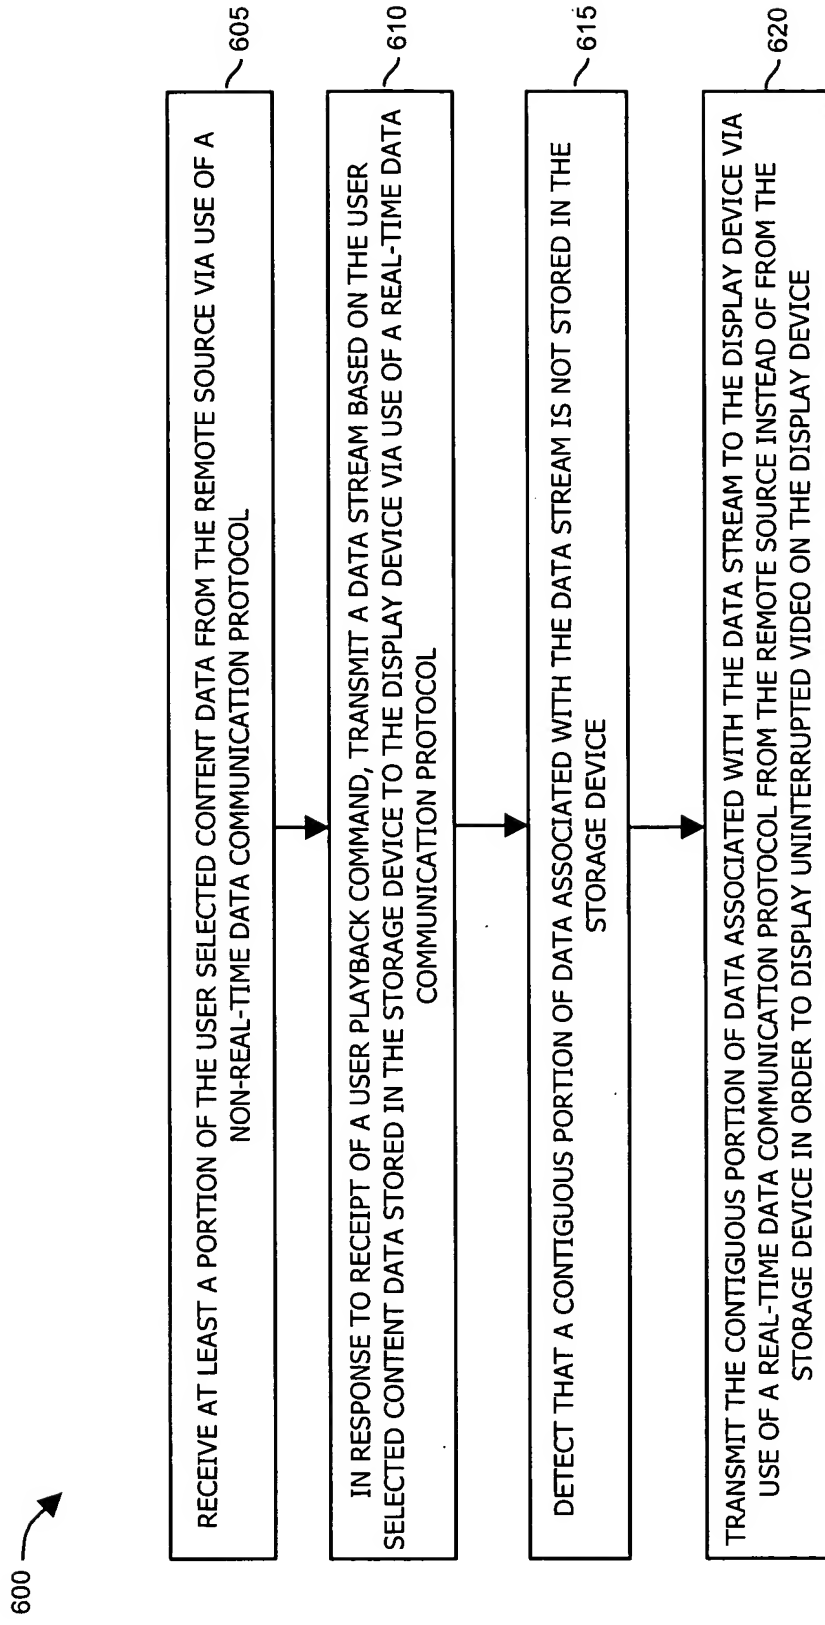 600
RECEIVE AT LEAST A PORTION OF THE USER SELECTED CONTENT DATA FROM THE REMOTE SOURCE VIA USE OF A
NON-REAL-TIME DATA COMMUNICATION PROTOCOL
605
IN RESPONSE TO RECEIPT OF A USER PLAYBACK COMMAND, TRANSMIT A DATA STREAM BASED ON THE USER
SELECTED CONTENT DATA STORED IN THE STORAGE DEVICE TO THE DISPLAY DEVICE VIA USE OF A REAL-TIME DATA
COMMUNICATION PROTOCOL
610
DETECT THAT A CONTIGUOUS PORTION OF DATA ASSOCIATED WITH THE DATA STREAM IS NOT STORED IN THE
STORAGE DEVICE
615
TRANSMIT THE CONTIGUOUS PORTION OF DATA ASSOCIATED WITH THE DATA STREAM TO THE DISPLAY DEVICE VIA
USE OF A REAL-TIME DATA COMMUNICATION PROTOCOL FROM THE REMOTE SOURCE INSTEAD OF FROM THE
STORAGE DEVICE IN ORDER TO DISPLAY UNINTERRUPTED VIDEO ON THE DISPLAY DEVICE
620